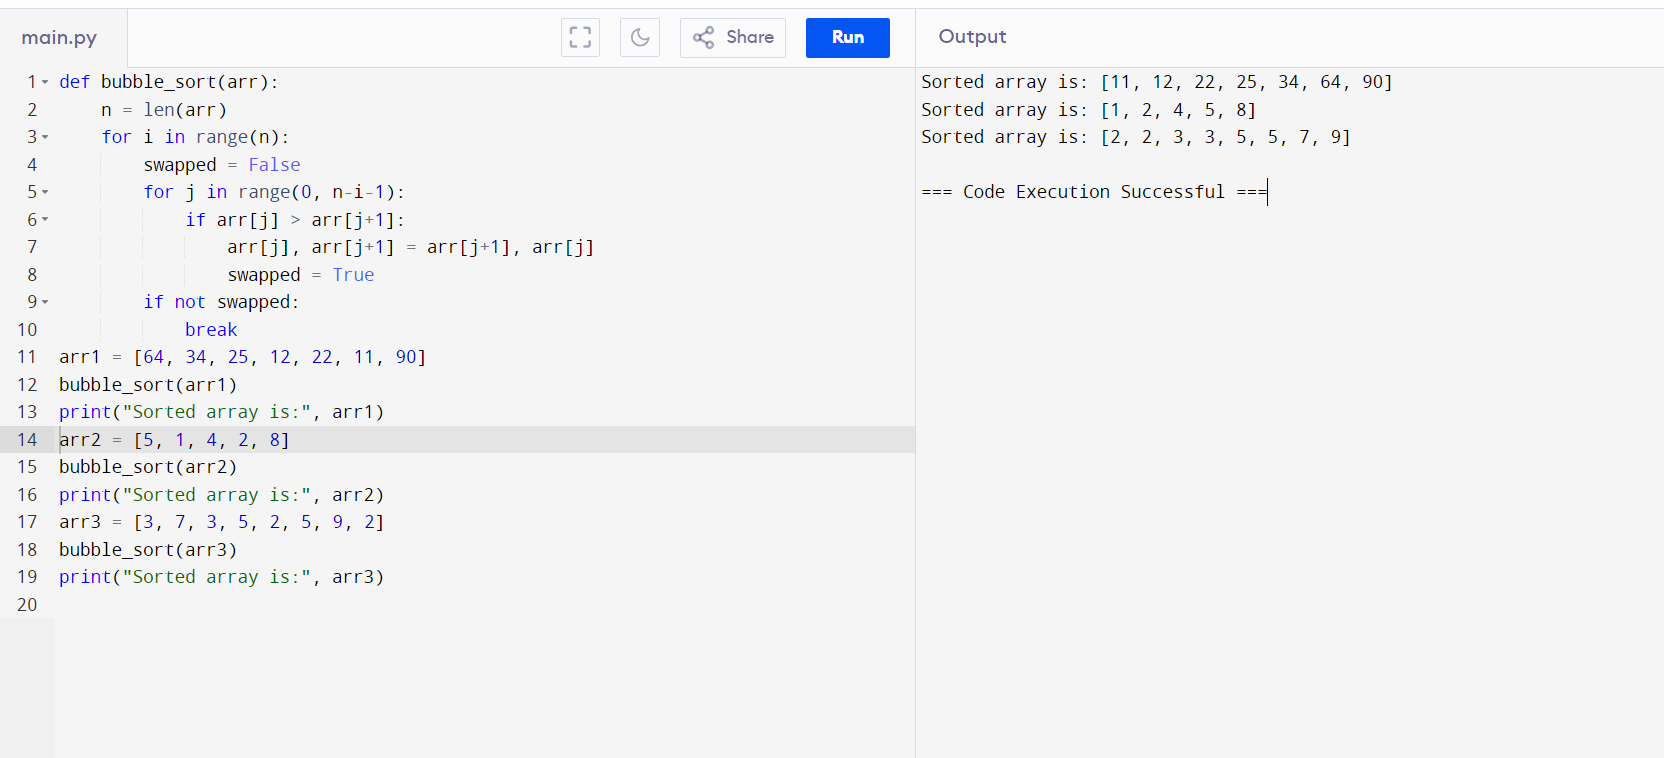 main.py Share Run Output
1 def bubble_sort(arr):
2     n = len(arr)
3     for i in range(n):
4         swapped = False
5         for j in range(0, n-i-1):
6             if arr[j] > arr[j+1]:
7                 arr[j], arr[j+1] = arr[j+1], arr[j]
8                 swapped = True
9         if not swapped:
10             break
11 arr1 = [64, 34, 25, 12, 22, 11, 90]
12 bubble_sort(arr1)
13 print("Sorted array is:", arr1)
14 arr2 = [5, 1, 4, 2, 8]
15 bubble_sort(arr2)
16 print("Sorted array is:", arr2)
17 arr3 = [3, 7, 3, 5, 2, 5, 9, 2]
18 bubble_sort(arr3)
19 print("Sorted array is:", arr3)
20
Sorted array is: [11, 12, 22, 25, 34, 64, 90]
Sorted array is: [1, 2, 4, 5, 8]
Sorted array is: [2, 2, 3, 3, 5, 5, 7, 9]
=== Code Execution Successful ===